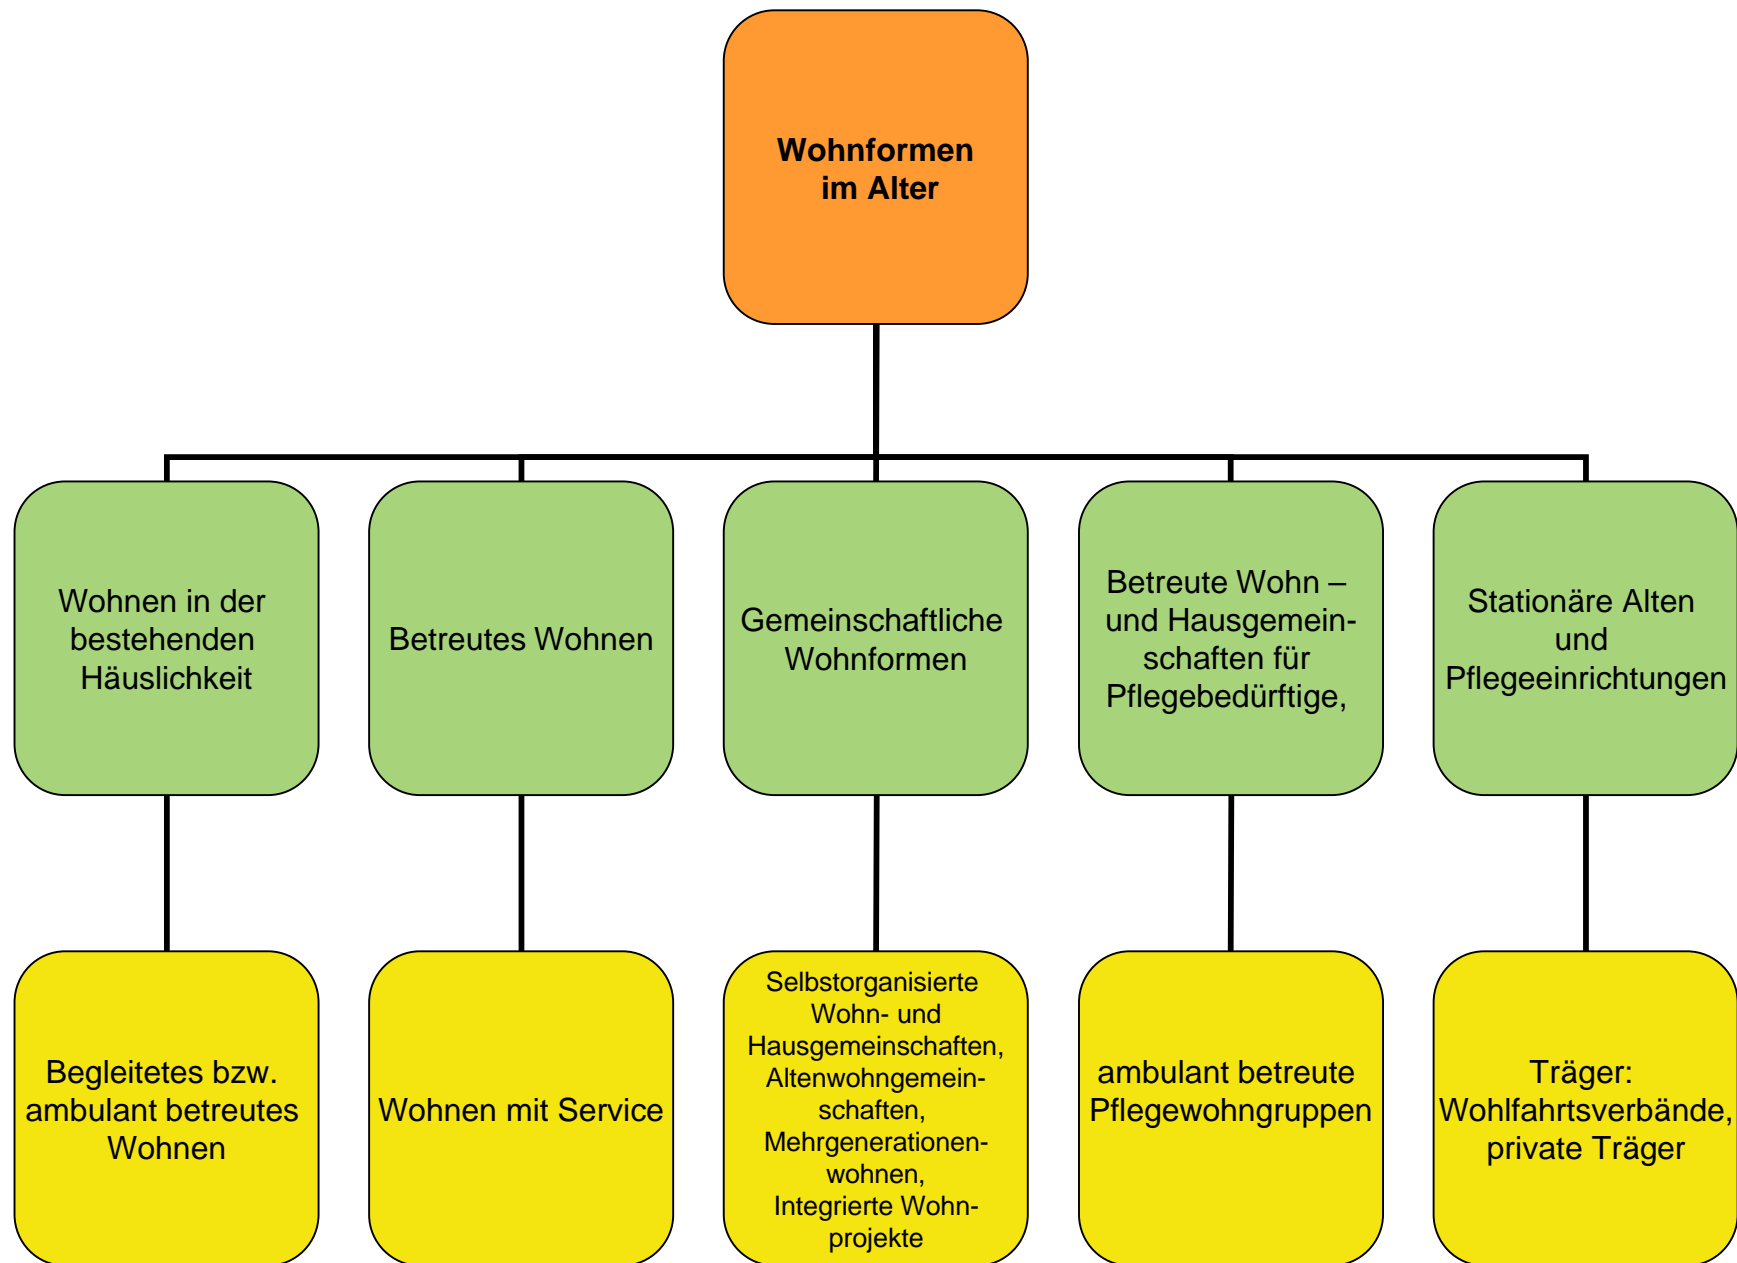 Wohnformen
im Alter
Wohnen in der
bestehenden
Häuslichkeit
Betreutes Wohnen
Gemeinschaftliche
Wohnformen
Betreute Wohn –
und Hausgemein-
schaften für
Pflegebedürftige,
Stationäre Alten
und
Pflegeeinrichtungen
Begleitetes bzw.
ambulant betreutes
Wohnen
Wohnen mit Service
Selbstorganisierte
Wohn- und
Hausgemeinschaften,
Altenwohngemein-
schaften,
Mehrgenerationen-
wohnen,
Integrierte Wohn-
projekte
ambulant betreute
Pflegewohngruppen
Träger:
Wohlfahrtsverbände,
private Träger